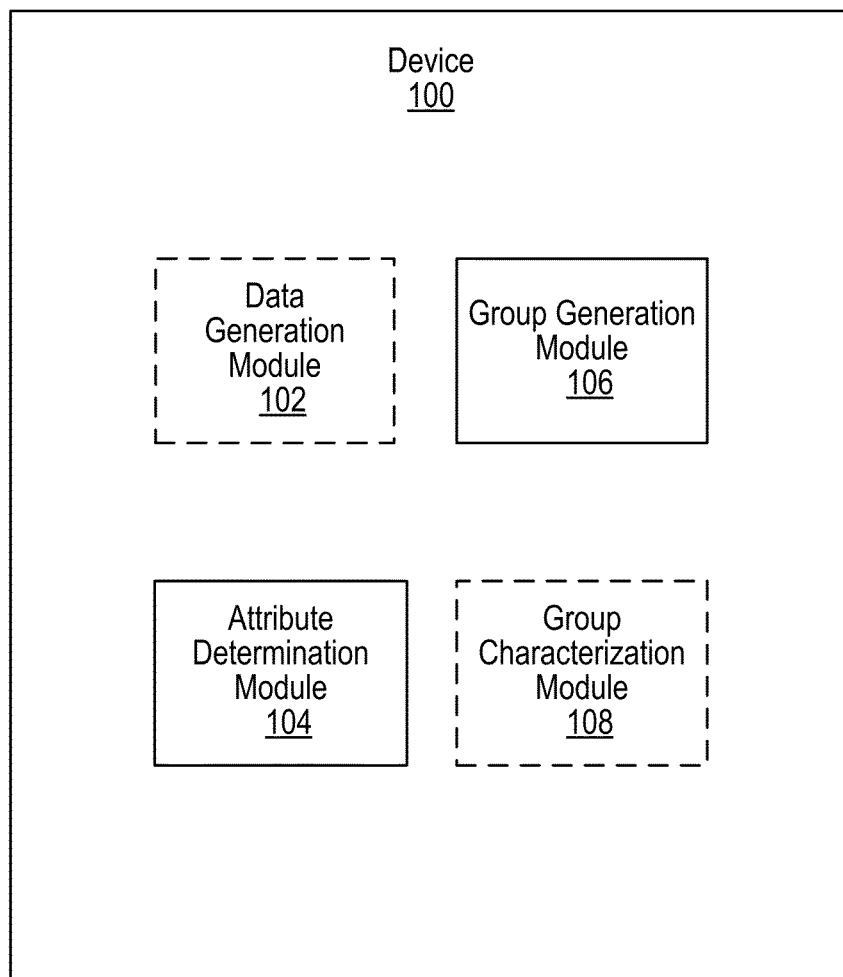 Device
100
Data
Generation
Module
102
Group Generation
Module
106
Attribute
Determination
Module
104
Group
Characterization
Module
108